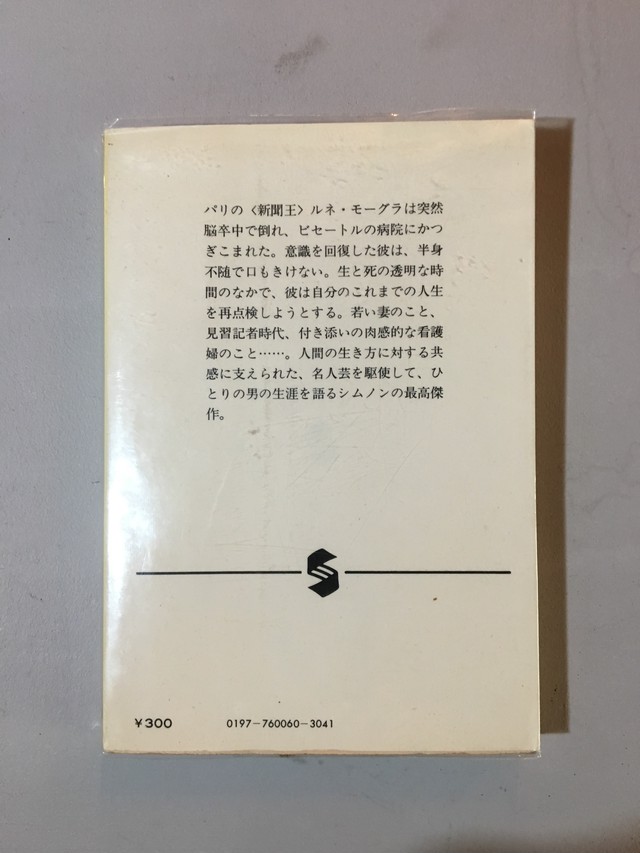 パリの〈新聞王〉ルネ・モーグラは突然
脳卒中で倒れ、ビセートルの病院にかつ
ぎこまれた。意識を回復した彼は、半身
不随で口もきけない。生と死の透明な時
間のなかで、彼は自分のこれまでの人生
を再点検しようとする。若い妻のこと、
見習記者時代、付き添いの肉感的な看護
婦のこと……。人間の生き方に対する共
感に支えられた、名人芸を駆使して、ひ
とりの男の生涯を語るシムノンの最高傑
作。
S
¥300
0197-760060-3041